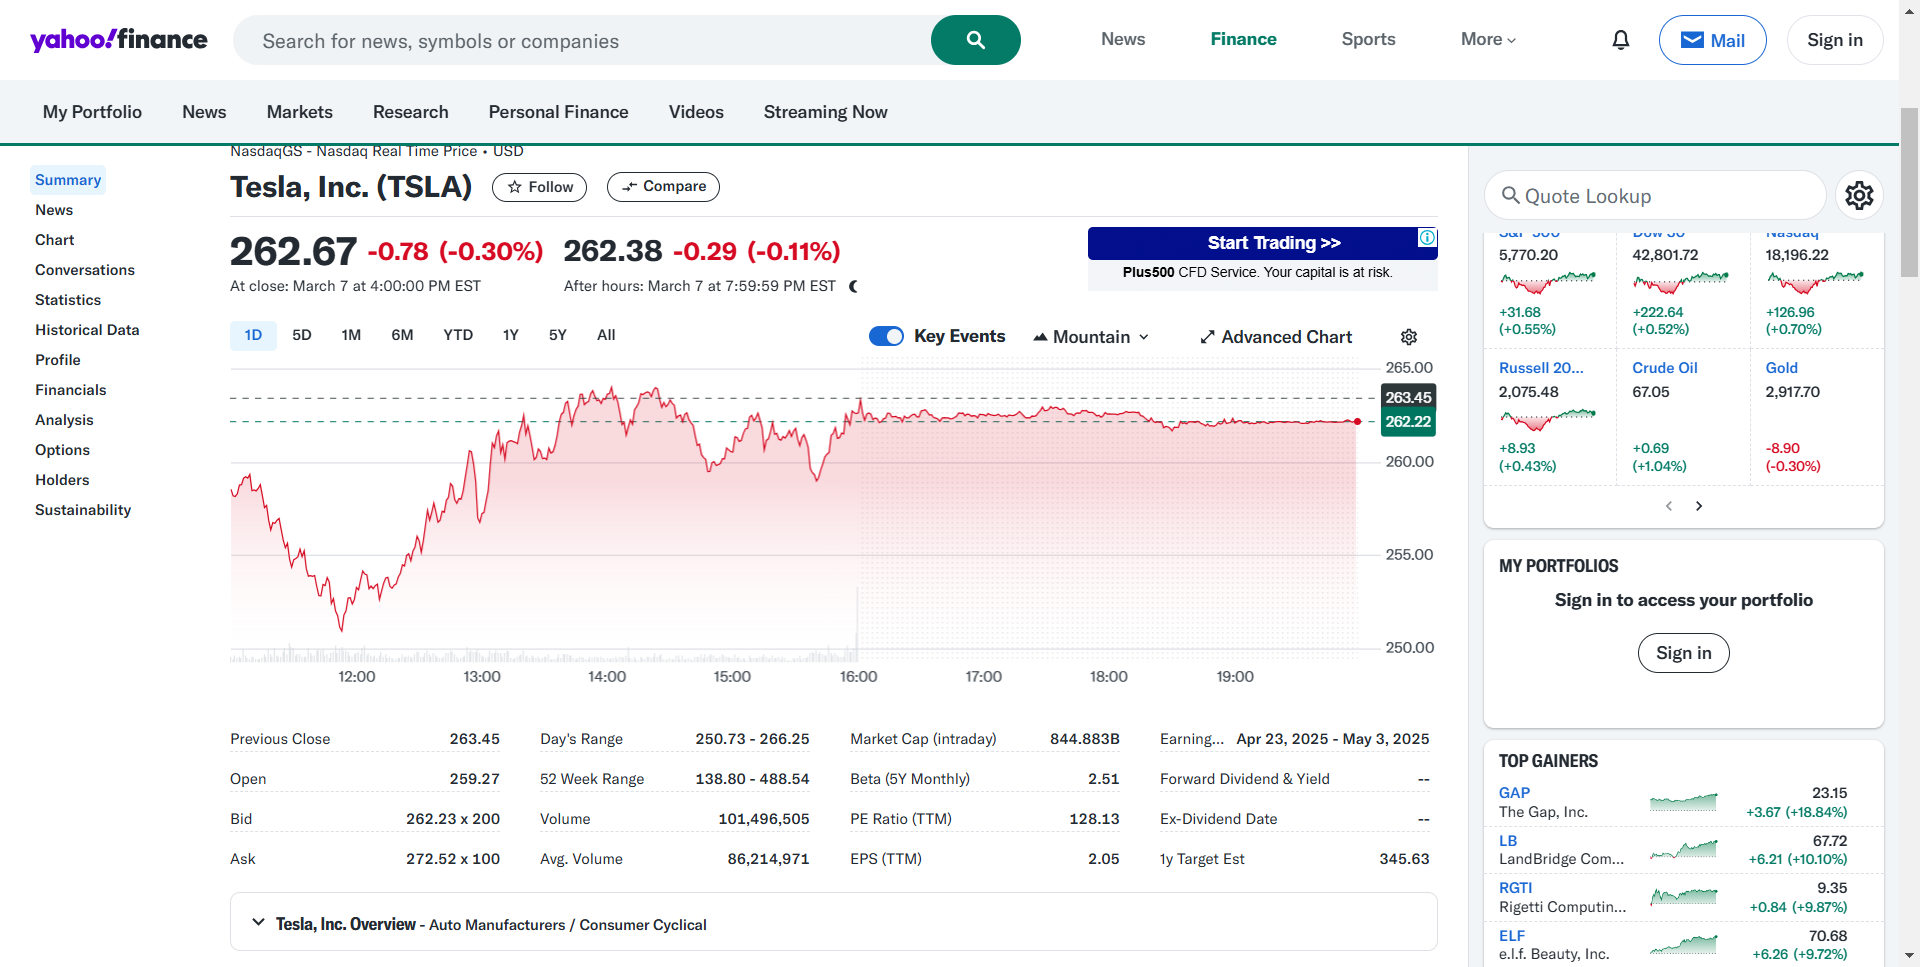 yahoo!finance
Search for news, symbols or companies
News
Finance
Sports
More
Mail
Sign in
My Portfolio
News
Markets
Research
Personal Finance
Videos
Streaming Now
Summary
News
Chart
Conversations
Statistics
Historical Data
Profile
Financials
Analysis
Options
Holders
Sustainability
NasdaqGS - Nasdaq Real Time Price • USD
Tesla, Inc. (TSLA)
Follow
Compare
262.67 -0.78 (-0.30%)
At close: March 7 at 4:00:00 PM EST
262.38 -0.29 (-0.11%)
After hours: March 7 at 7:59:59 PM EST
Start Trading >>
Plus500 CFD Service. Your capital is at risk.
1D 5D 1M 6M YTD 1Y 5Y All
Key Events
Mountain
Advanced Chart
265.00
263.45
262.22
260.00
255.00
250.00
12:00 13:00 14:00 15:00 16:00 17:00 18:00 19:00
Previous Close 263.45
Open 259.27
Bid 262.23 x 200
Ask 272.52 x 100
Day's Range 250.73 - 266.25
52 Week Range 138.80 - 488.54
Volume 101,496,505
Avg. Volume 86,214,971
Market Cap (intraday) 844.883B
Beta (5Y Monthly) 2.51
PE Ratio (TTM) 128.13
EPS (TTM) 2.05
Earning... Apr 23, 2025 - May 3, 2025
Forward Dividend & Yield --
Ex-Dividend Date --
1y Target Est 345.63
Tesla, Inc. Overview - Auto Manufacturers / Consumer Cyclical
Quote Lookup
S&P 500
5,770.20
+31.68
(+0.55%)
Dow 30
42,801.72
+222.64
(+0.52%)
Nasdaq
18,196.22
+126.96
(+0.70%)
Russell 20...
2,075.48
+8.93
(+0.43%)
Crude Oil
67.05
+0.69
(+1.04%)
Gold
2,917.70
-8.90
(-0.30%)
MY PORTFOLIOS
Sign in to access your portfolio
Sign in
TOP GAINERS
GAP 23.15
The Gap, Inc. +3.67 (+18.84%)
LB 67.72
LandBridge Com... +6.21 (+10.10%)
RGTI 9.35
Rigetti Computin... +0.84 (+9.87%)
ELF 70.68
e.l.f. Beauty, Inc. +6.26 (+9.72%)